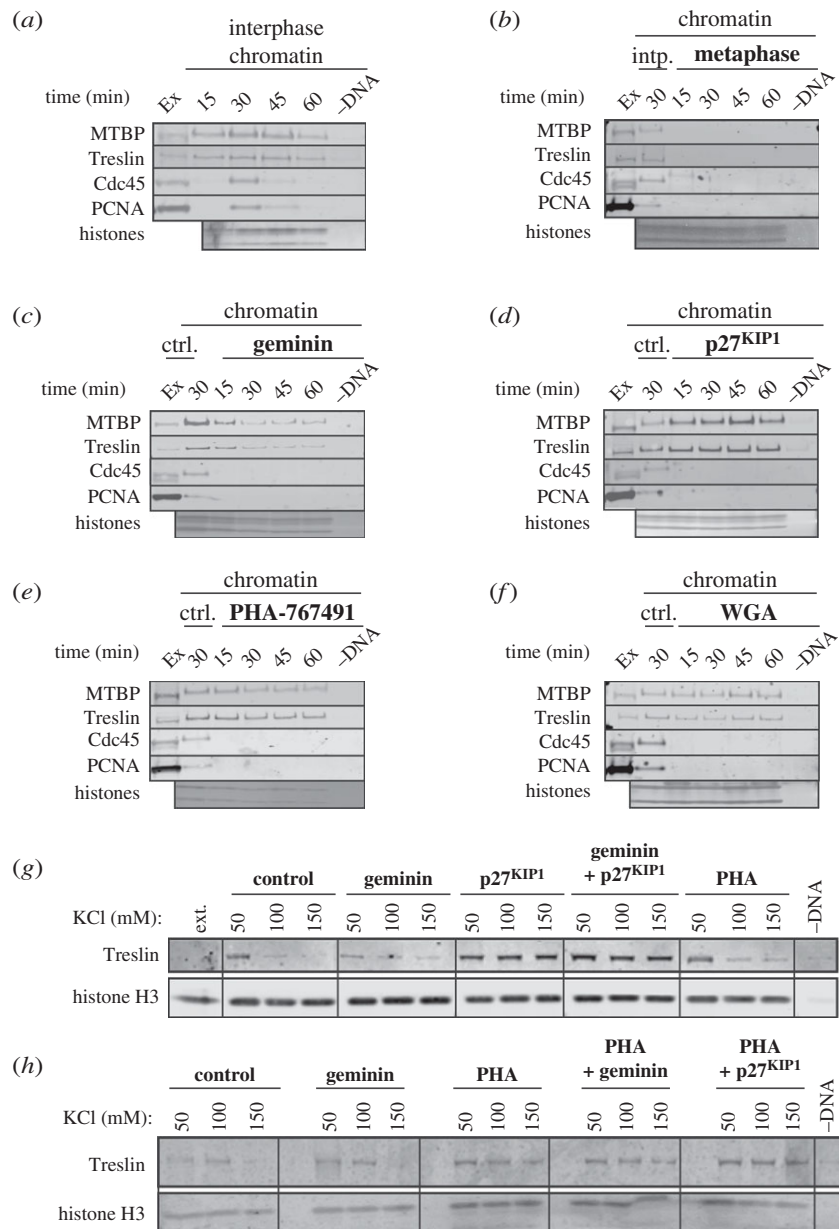 (a)
interphase
chromatin
time (min) Ex 15 30 45 60 –DNA
MTBP
Treslin
Cdc45
PCNA
histones
(b)
chromatin
intp. metaphase
time (min) Ex 30 15 30 45 60 –DNA
MTBP
Treslin
Cdc45
PCNA
histones
(c)
chromatin
ctrl. geminin
time (min) Ex 30 15 30 45 60 –DNA
MTBP
Treslin
Cdc45
PCNA
histones
(d)
chromatin
ctrl. p27KIP1
time (min) Ex 30 15 30 45 60 –DNA
MTBP
Treslin
Cdc45
PCNA
histones
(e)
chromatin
ctrl. PHA-767491
time (min) Ex 30 15 30 45 60 –DNA
MTBP
Treslin
Cdc45
PCNA
histones
(f)
chromatin
ctrl. WGA
time (min) Ex 30 15 30 45 60 –DNA
MTBP
Treslin
Cdc45
PCNA
histones
(g)
control geminin p27KIP1 geminin + p27KIP1 PHA
KCl (mM): ext. 50 100 150 50 100 150 50 100 150 50 100 150 50 100 150 –DNA
Treslin
histone H3
(h)
control geminin PHA PHA + geminin PHA + p27KIP1
KCl (mM): 50 100 150 50 100 150 50 100 150 50 100 150 50 100 150 –DNA
Treslin
histone H3